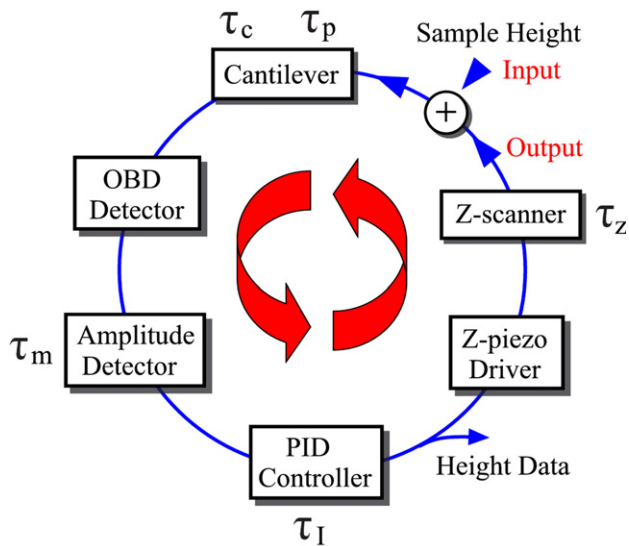 τc τp
Sample Height
Input
Cantilever
+
Output
OBD
Detector
Z-scanner
τz
Amplitude
Detector
τm
Z-piezo
Driver
PID
Controller
Height Data
τI